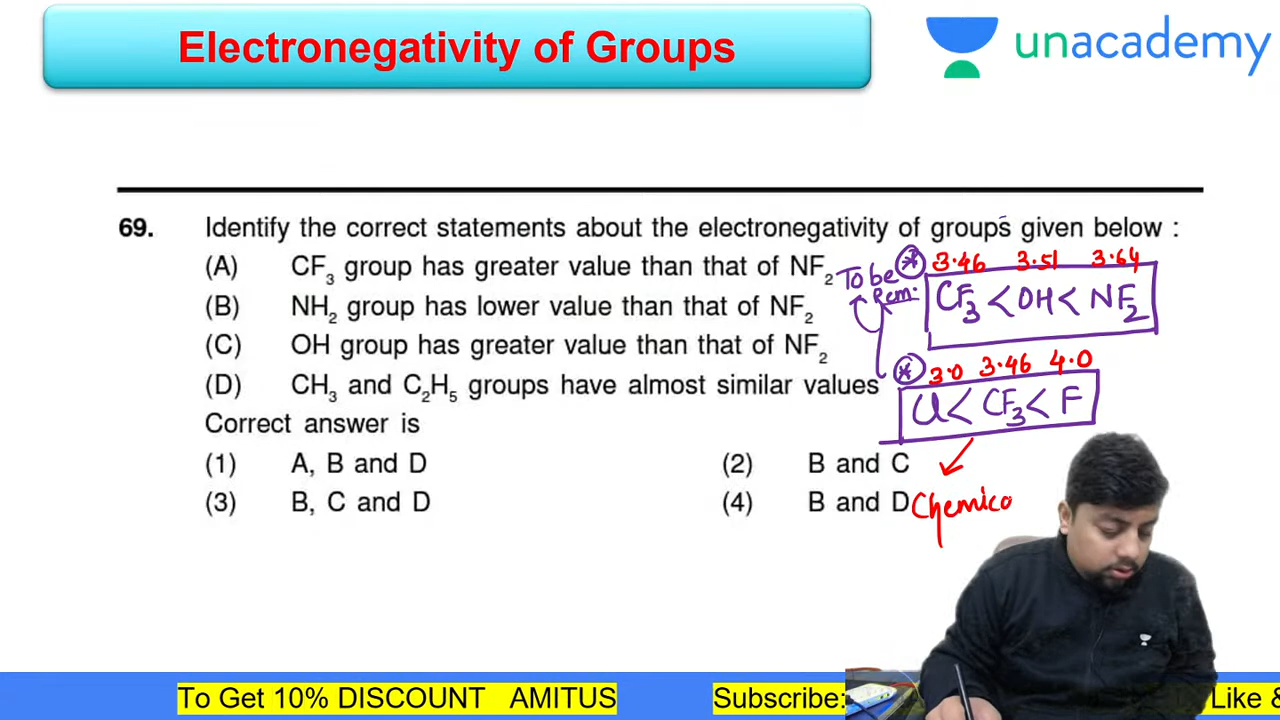 Electronegativity of Groups
unacademy
69. Identify the correct statements about the electronegativity of groups given below :
(A) CF3 group has greater value than that of NF2
(B) NH2 group has lower value than that of NF2
(C) OH group has greater value than that of NF2
(D) CH3 and C2H5 groups have almost similar values
Correct answer is
(1) A, B and D
(2) B and C
(3) B, C and D
(4) B and D
To be
Rem:
3.46 3.51 3.64
CF3 < OH < NF2
3.0 3.46 4.0
Cl < CF3 < F
Chemico
To Get 10% DISCOUNT AMITUS
Subscribe:
Like &